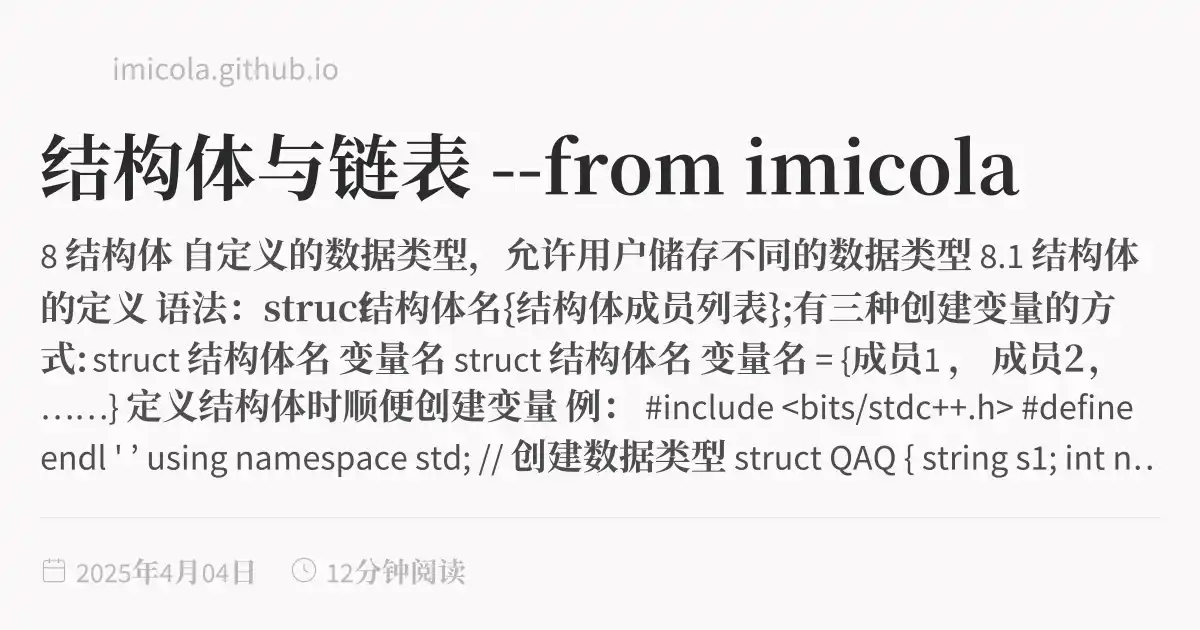 imicola.github.io
结构体与链表 --from imicola
8 结构体 自定义的数据类型，允许用户储存不同的数据类型 8.1 结构体
的定义 语法：struct结构体名{结构体成员列表};有三种创建变量的方
式: struct 结构体名 变量名 struct 结构体名 变量名 = {成员1 ， 成员2，
……} 定义结构体时顺便创建变量 例： #include <bits/stdc++.h> #define
endl ' ’ using namespace std; // 创建数据类型 struct QAQ { string s1; int n…
2025年4月04日 12分钟阅读